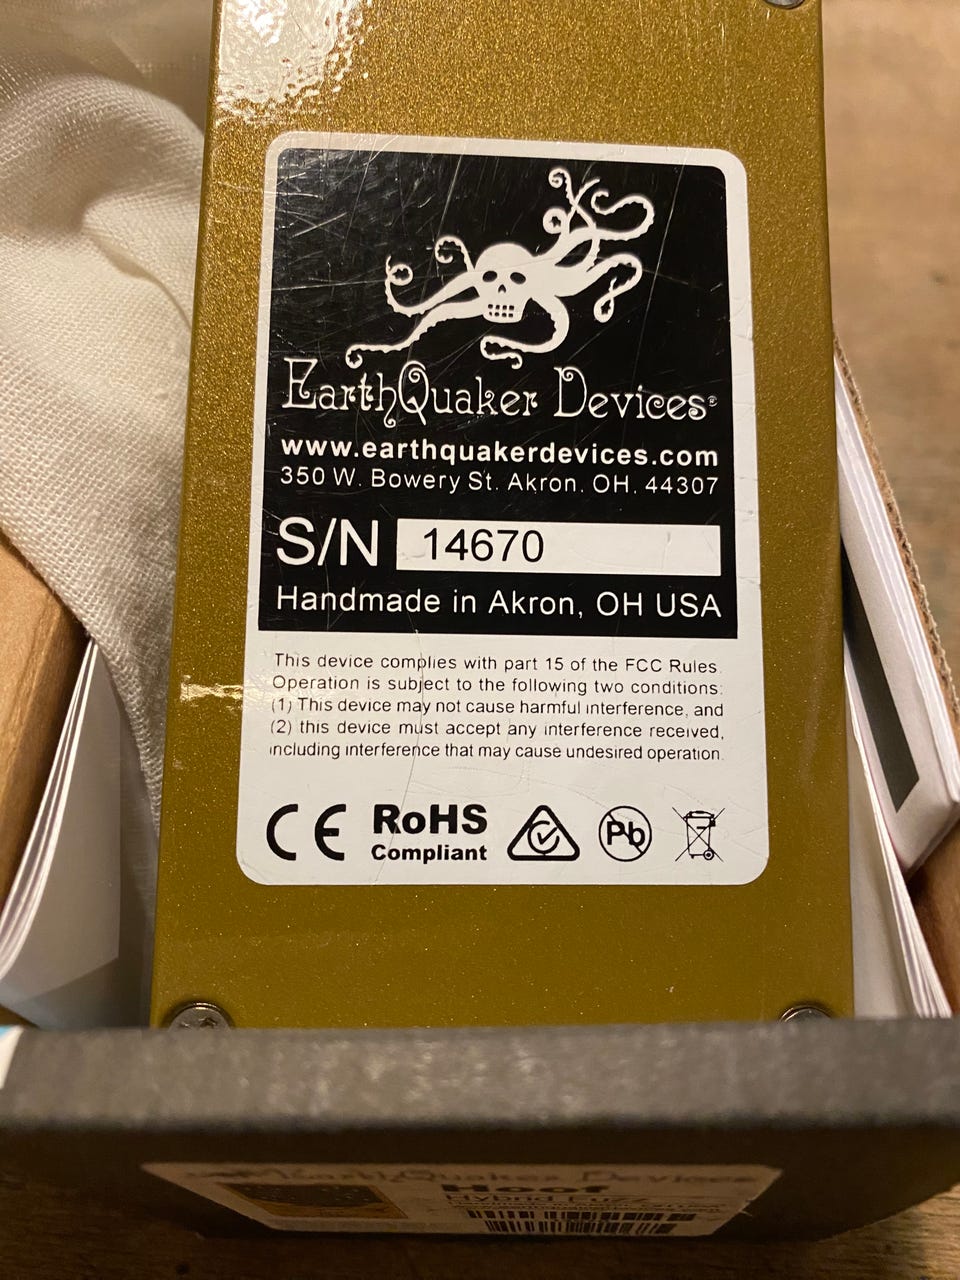 EarthQuaker Devices®
www.earthquakerdevices.com
350 W. Bowery St. Akron, OH, 44307
S/N 14670
Handmade in Akron, OH USA
This device complies with part 15 of the FCC Rules.
Operation is subject to the following two conditions:
(1) This device may not cause harmful interference, and
(2) this device must accept any interference received,
including interference that may cause undesired operation.
CE RoHS Pb
Compliant
EarthQuaker Devices
Hoof
Hybrid Fuzz